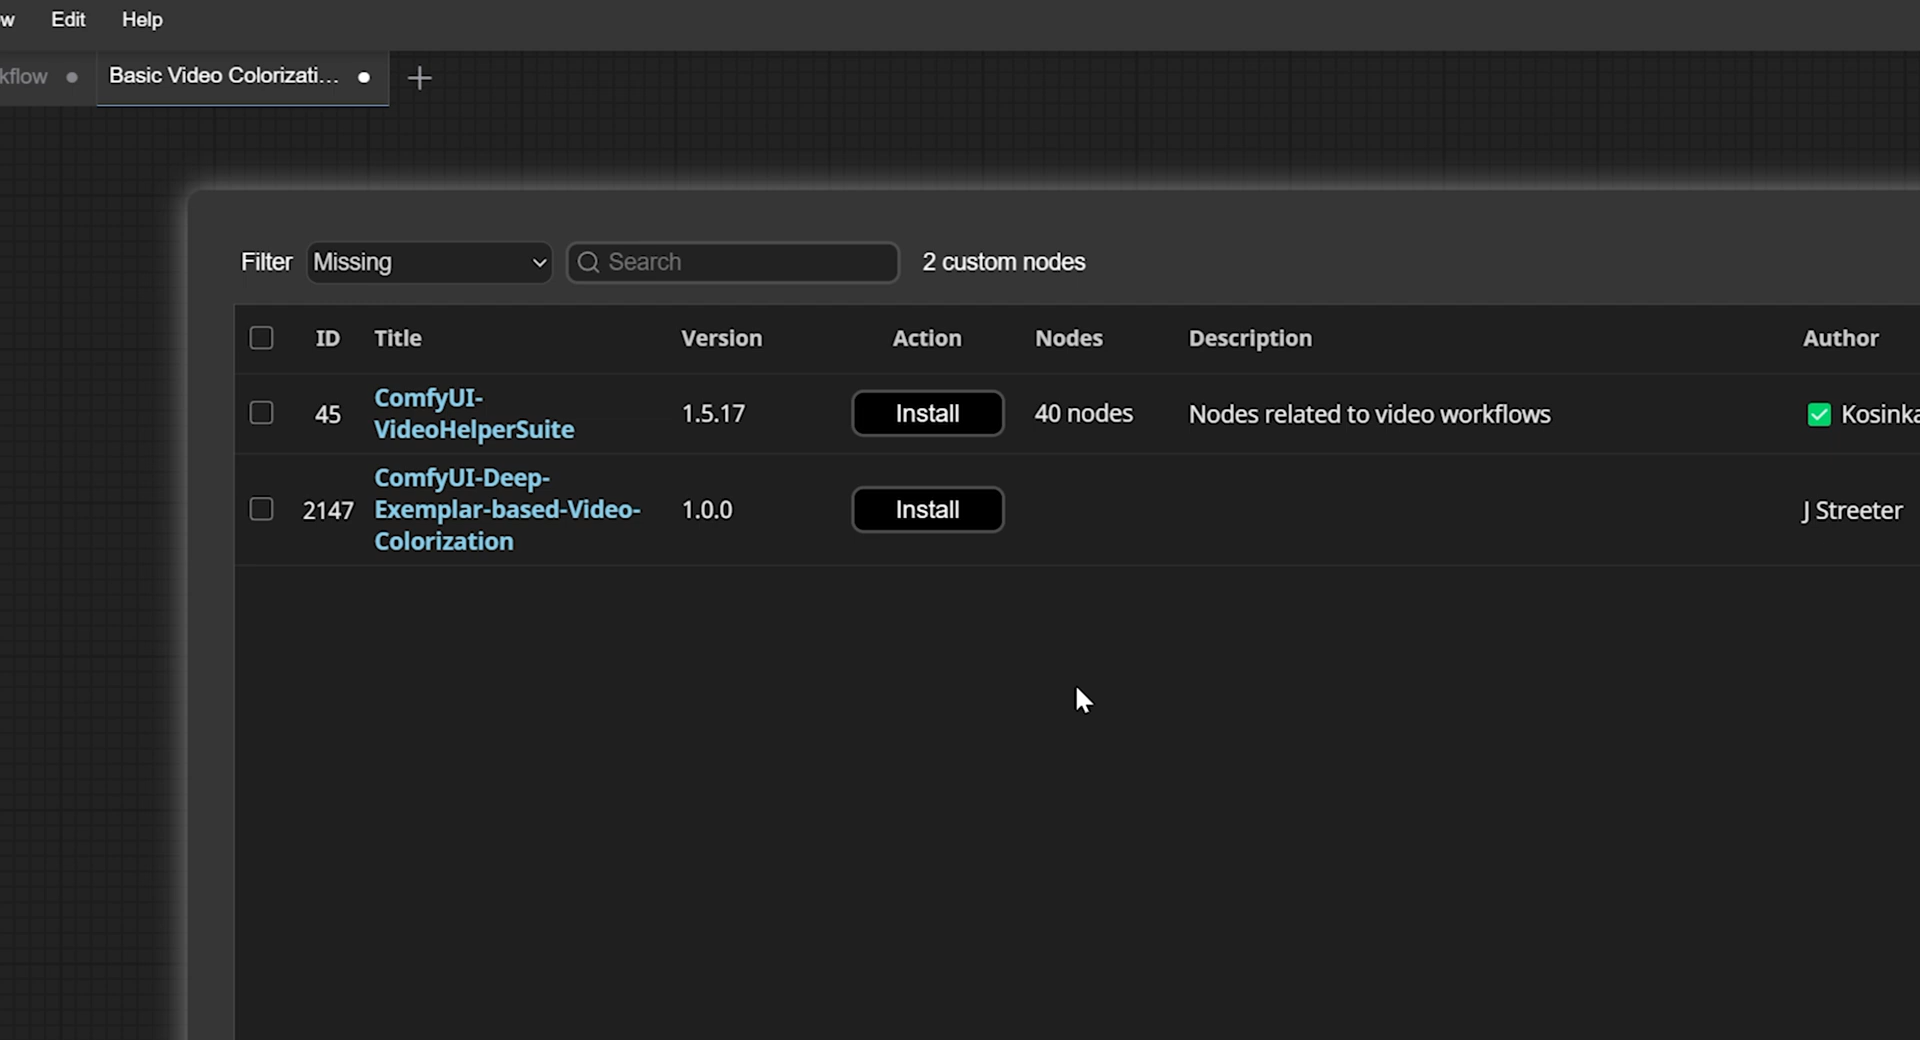 w Edit Help
kflow Basic Video Colorizati...
Filter Missing Search 2 custom nodes
ID Title Version Action Nodes Description Author
45 ComfyUI-
VideoHelperSuite 1.5.17 Install 40 nodes Nodes related to video workflows Kosinka
2147 ComfyUI-Deep-
Exemplar-based-Video-
Colorization 1.0.0 Install J Streeter